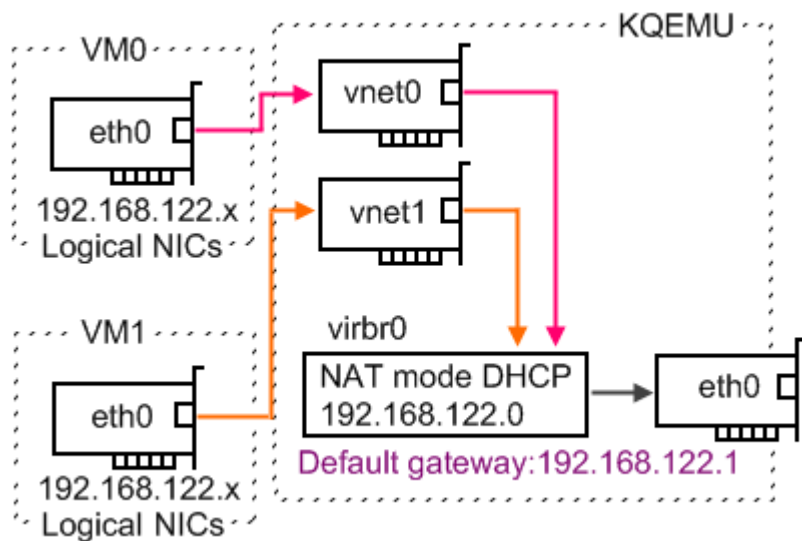 KQEMU
VM0
eth0
192.168.122.x
Logical NICs
vnet0
vnet1
VM1
eth0
192.168.122.x
Logical NICs
virbr0
NAT mode DHCP
192.168.122.0
Default gateway:192.168.122.1
eth0